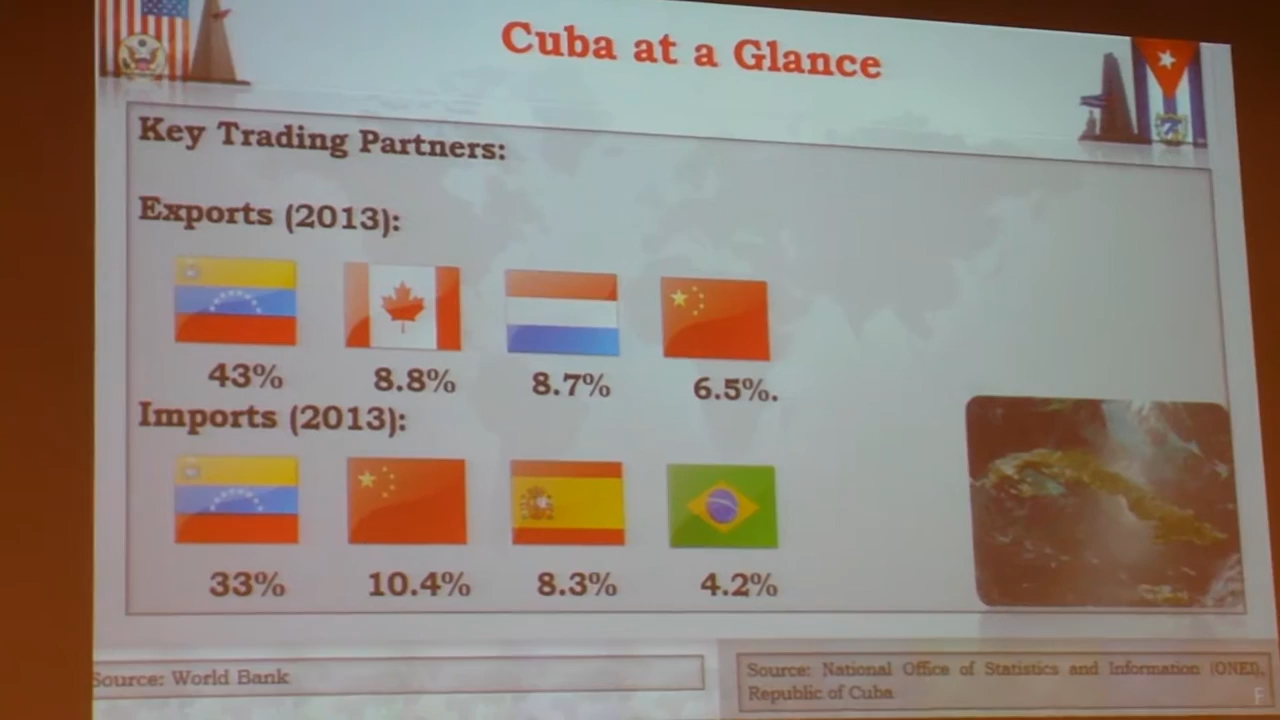 Cuba at a Glance
Key Trading Partners:
Exports (2013):
43% 8.8% 8.7% 6.5%.
Imports (2013):
33% 10.4% 8.3% 4.2%
Source: World Bank
Source: National Office of Statistics and Information (ONEI),
Republic of Cuba
F